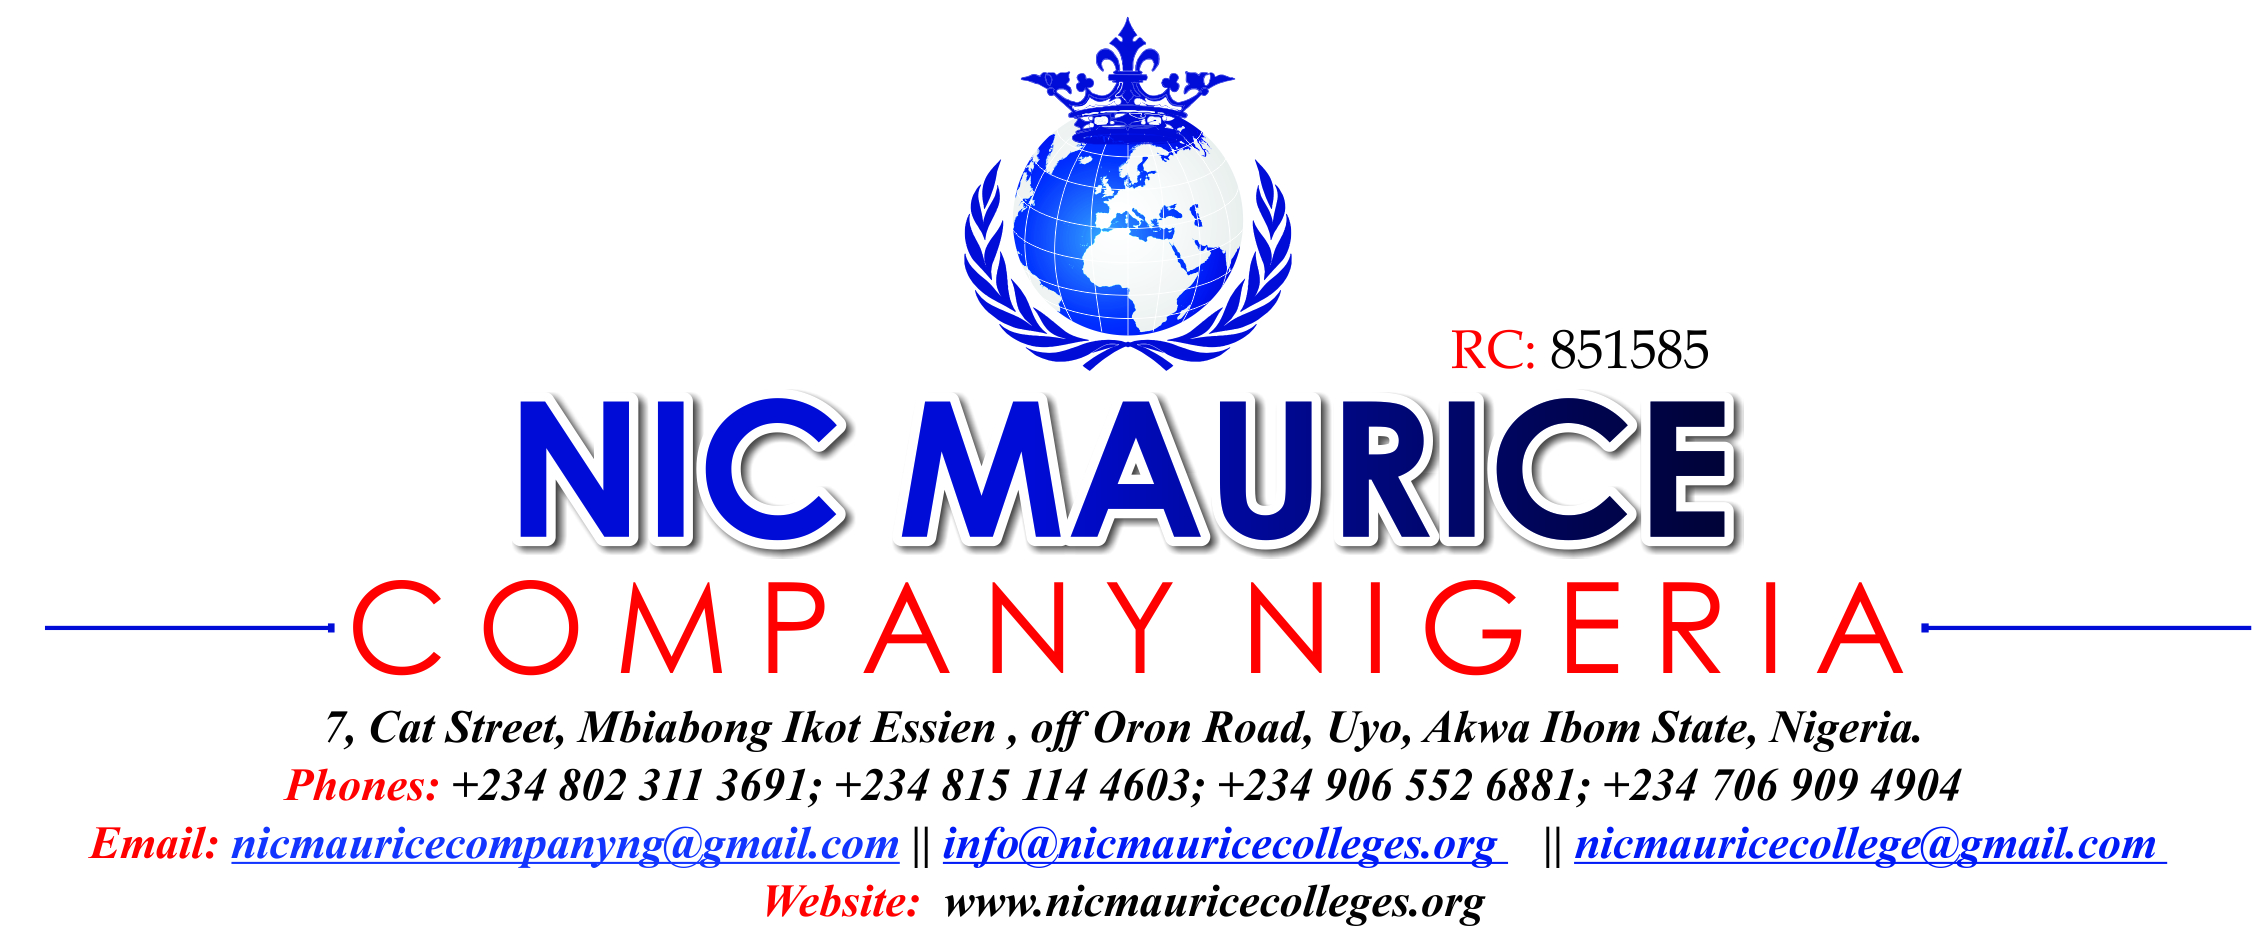 RC: 851585
NIC MAURICE
COMPANY NIGERIA
7, Cat Street, Mbiabong Ikot Essien , off Oron Road, Uyo, Akwa Ibom State, Nigeria.
Phones: +234 802 311 3691; +234 815 114 4603; +234 906 552 6881; +234 706 909 4904
Email: nicmauricecompanyng@gmail.com || info@nicmauricecolleges.org || nicmauricecollege@gmail.com
Website: www.nicmauricecolleges.org